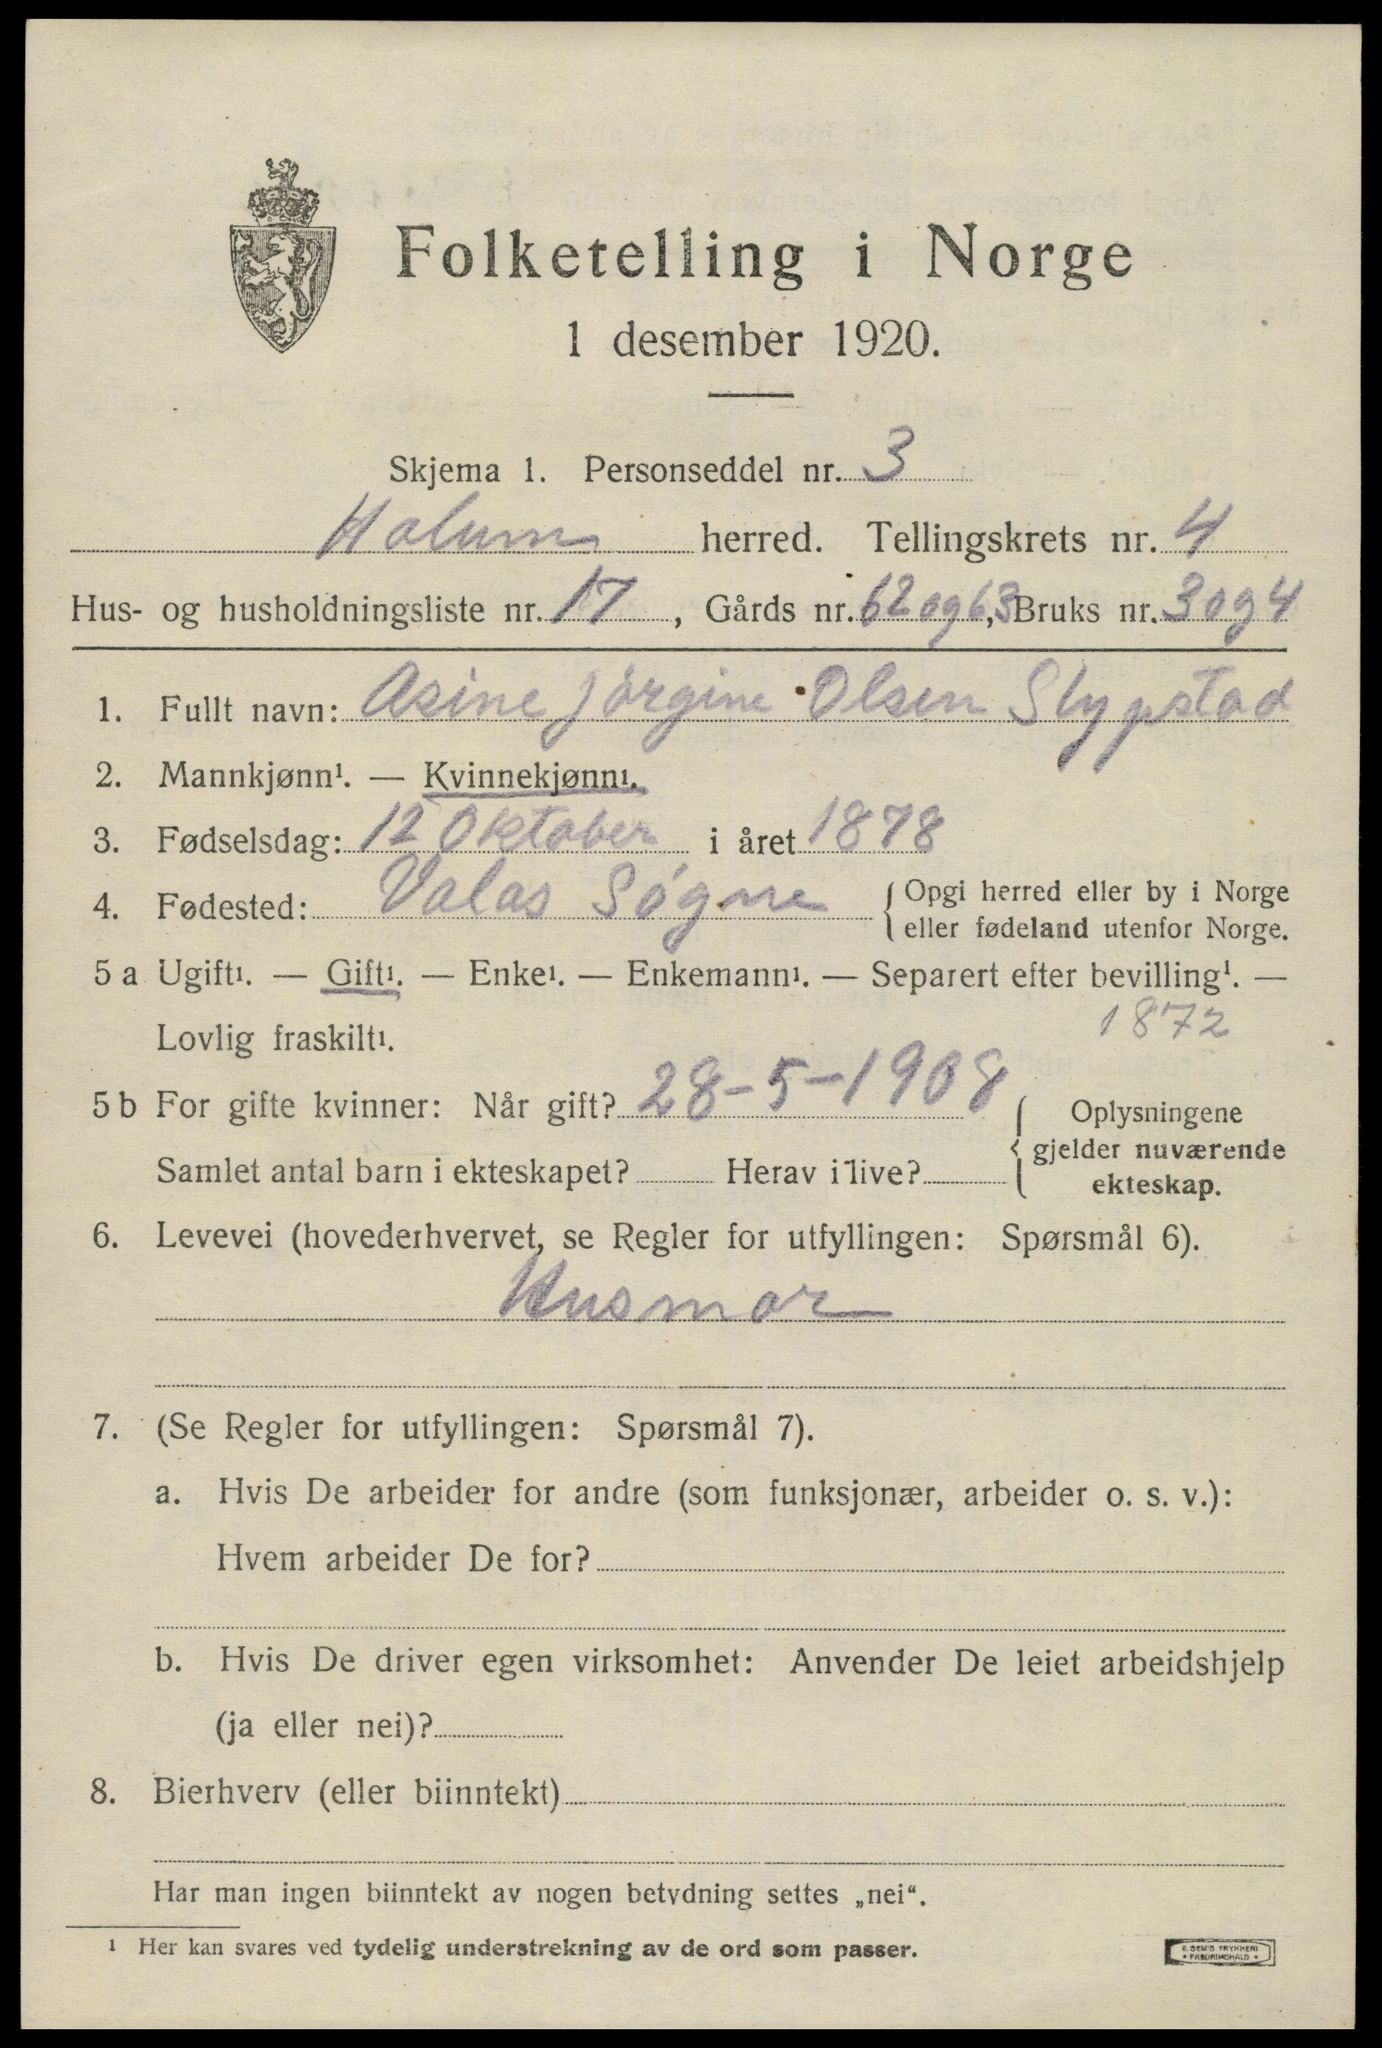 Folketelling i Norge
1 desember 1920.
Skjema 1. Personseddel nr. 3
Holum herred. Tellingskrets nr. 4
Hus- og husholdningsliste nr. 17, Gårds nr. 62 og 63, Bruks nr. 3 og 4
1. Fullt navn: Asine Jörgine Olsen Slypstad
2. Mannkjønn¹. — Kvinnekjønn¹.
3. Fødselsdag: 12 Oktober i året 1878
4. Fødested: Valas Søgne { Opgi herred eller by i Norge
eller fødeland utenfor Norge.
5 a Ugift¹. — Gift¹. — Enke¹. — Enkemann¹. — Separert efter bevilling¹. —
Lovlig fraskilt¹. 1872
5 b For gifte kvinner: Når gift? 28-5-1908 { Oplysningene
gjelder nuværende
ekteskap.
Samlet antal barn i ekteskapet? Herav i live?
6. Levevei (hovederhvervet, se Regler for utfyllingen: Spørsmål 6).
Husmor
7. (Se Regler for utfyllingen: Spørsmål 7).
a. Hvis De arbeider for andre (som funksjonær, arbeider o. s. v.):
Hvem arbeider De for?
b. Hvis De driver egen virksomhet: Anvender De leiet arbeidshjelp
(ja eller nei)?
8. Bierhverv (eller biinntekt)
Har man ingen biinntekt av nogen betydning settes „nei“.
¹ Her kan svares ved tydelig understrekning av de ord som passer.
E. SEM'S TRYKKERI
• FREDRIKSHALD •